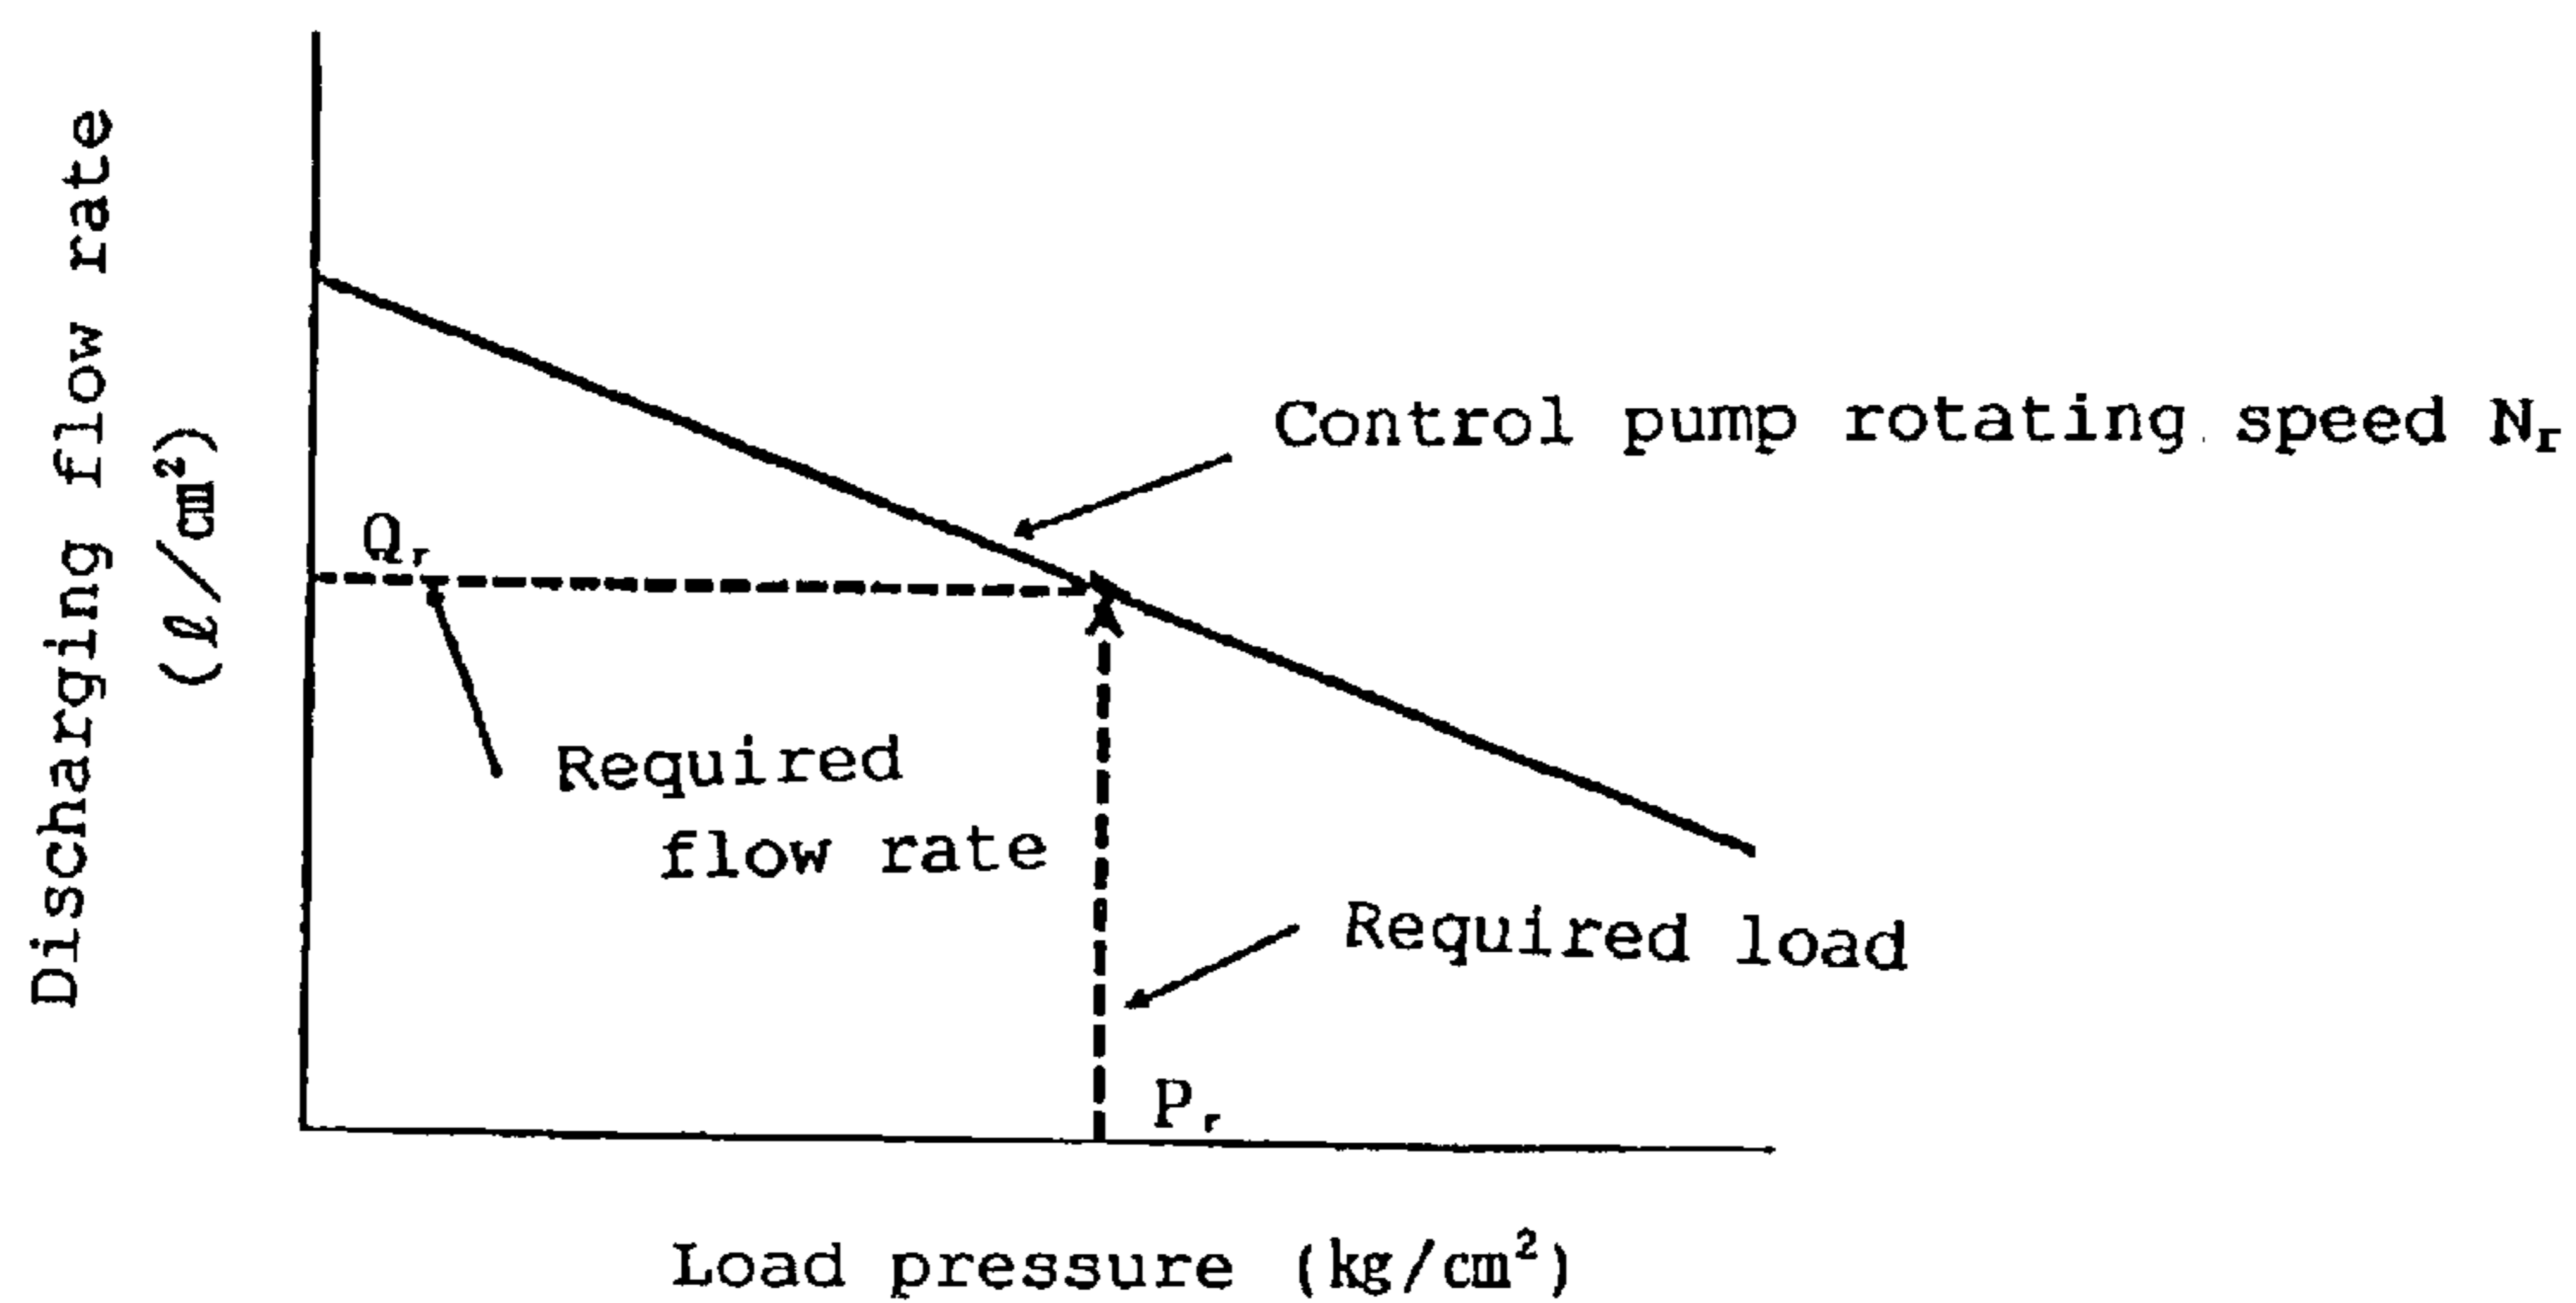 Discharging flow rate
(ℓ/cm²)
Control pump rotating speed Nᵣ
Qᵣ
Required
flow rate
Required load
Pᵣ
Load pressure (kg/cm²)